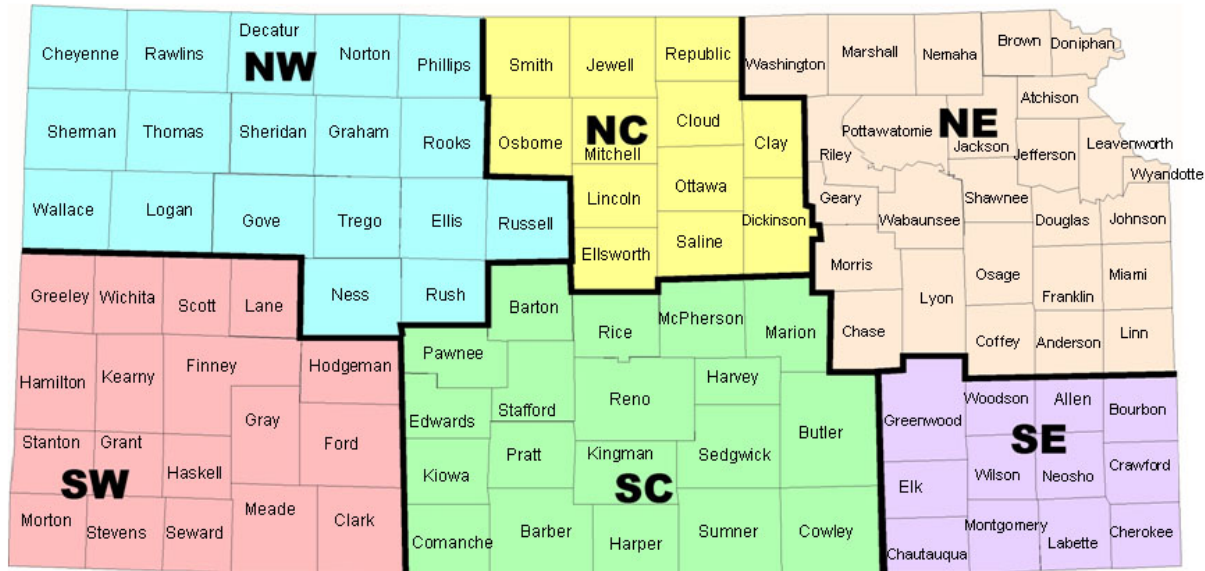 Cheyenne
Rawlins
Decatur
Norton
Phillips
NW
Sherman
Thomas
Sheridan
Graham
Rooks
Wallace
Logan
Gove
Trego
Ellis
Russell
Ness
Rush
Smith
Jewell
Republic
NC
Osborne
Mitchell
Cloud
Clay
Lincoln
Ottawa
Dickinson
Ellsworth
Saline
Washington
Marshall
Nemaha
Brown
Doniphan
NE
Atchison
Pottawatomie
Riley
Jackson
Jefferson
Leavenworth
Wyandotte
Geary
Wabaunsee
Shawnee
Douglas
Johnson
Morris
Lyon
Osage
Franklin
Miami
Chase
Coffey
Anderson
Linn
Greeley
Wichita
Scott
Lane
Hamilton
Kearny
Finney
Hodgeman
Gray
Stanton
Grant
Haskell
Ford
SW
Morton
Stevens
Seward
Meade
Clark
Barton
Rice
McPherson
Marion
Pawnee
Stafford
Reno
Harvey
Edwards
Butler
Kiowa
Pratt
Kingman
Sedgwick
SC
Comanche
Barber
Harper
Sumner
Cowley
Greenwood
Woodson
Allen
Bourbon
SE
Elk
Wilson
Neosho
Crawford
Chautauqua
Montgomery
Labette
Cherokee